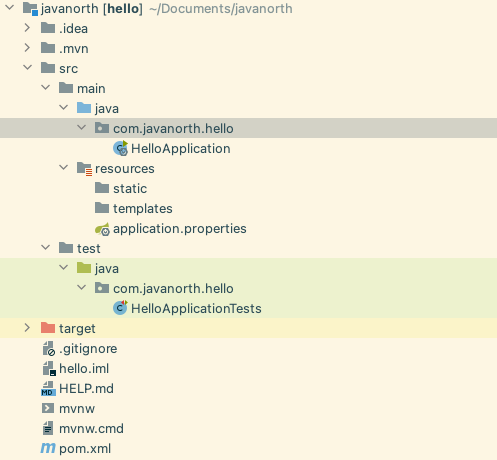 javanorth [hello] ~/Documents/javanorth
.idea
.mvn
src
main
java
com.javanorth.hello
HelloApplication
resources
static
templates
application.properties
test
java
com.javanorth.hello
HelloApplicationTests
target
.gitignore
hello.iml
HELP.md
mvnw
mvnw.cmd
pom.xml